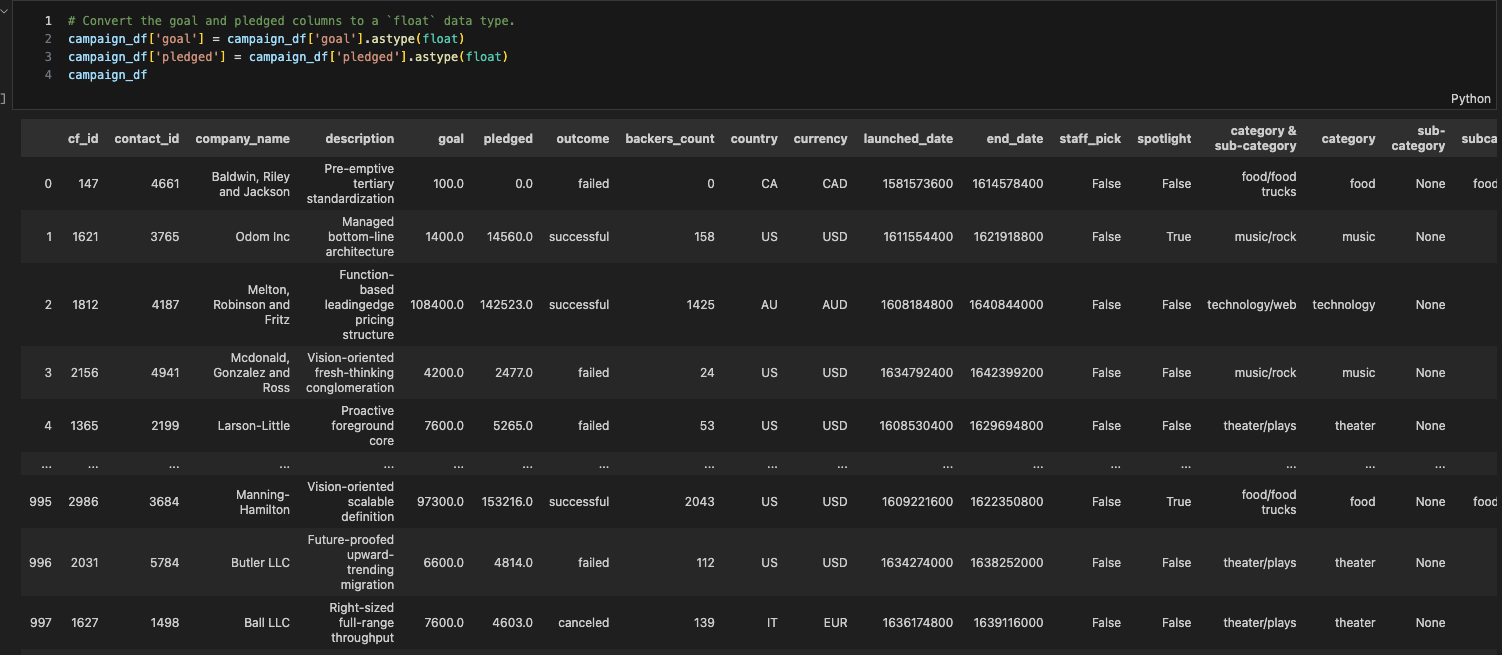 1 # Convert the goal and pledged columns to a `float` data type.
2 campaign_df['goal'] = campaign_df['goal'].astype(float)
3 campaign_df['pledged'] = campaign_df['pledged'].astype(float)
4 campaign_df
]
Python
cf_id contact_id company_name description goal pledged outcome backers_count country currency launched_date end_date staff_pick spotlight category & sub-category category sub-category subca
0 147 4661 Baldwin, Riley and Jackson Pre-emptive tertiary standardization 100.0 0.0 failed 0 CA CAD 1581573600 1614578400 False False food/food trucks food None food
1 1621 3765 Odom Inc Managed bottom-line architecture 1400.0 14560.0 successful 158 US USD 1611554400 1621918800 False True music/rock music None
2 1812 4187 Melton, Robinson and Fritz Function-based leadingedge pricing structure 108400.0 142523.0 successful 1425 AU AUD 1608184800 1640844000 False False technology/web technology None
3 2156 4941 Mcdonald, Gonzalez and Ross Vision-oriented fresh-thinking conglomeration 4200.0 2477.0 failed 24 US USD 1634792400 1642399200 False False music/rock music None
4 1365 2199 Larson-Little Proactive foreground core 7600.0 5265.0 failed 53 US USD 1608530400 1629694800 False False theater/plays theater None
... ... ... ... ... ... ... ... ... ... ... ... ... ... ... ... ... ...
995 2986 3684 Manning-Hamilton Vision-oriented scalable definition 97300.0 153216.0 successful 2043 US USD 1609221600 1622350800 False True food/food trucks food None food
996 2031 5784 Butler LLC Future-proofed upward-trending migration 6600.0 4814.0 failed 112 US USD 1634274000 1638252000 False False theater/plays theater None
997 1627 1498 Ball LLC Right-sized full-range throughput 7600.0 4603.0 canceled 139 IT EUR 1636174800 1639116000 False False theater/plays theater None